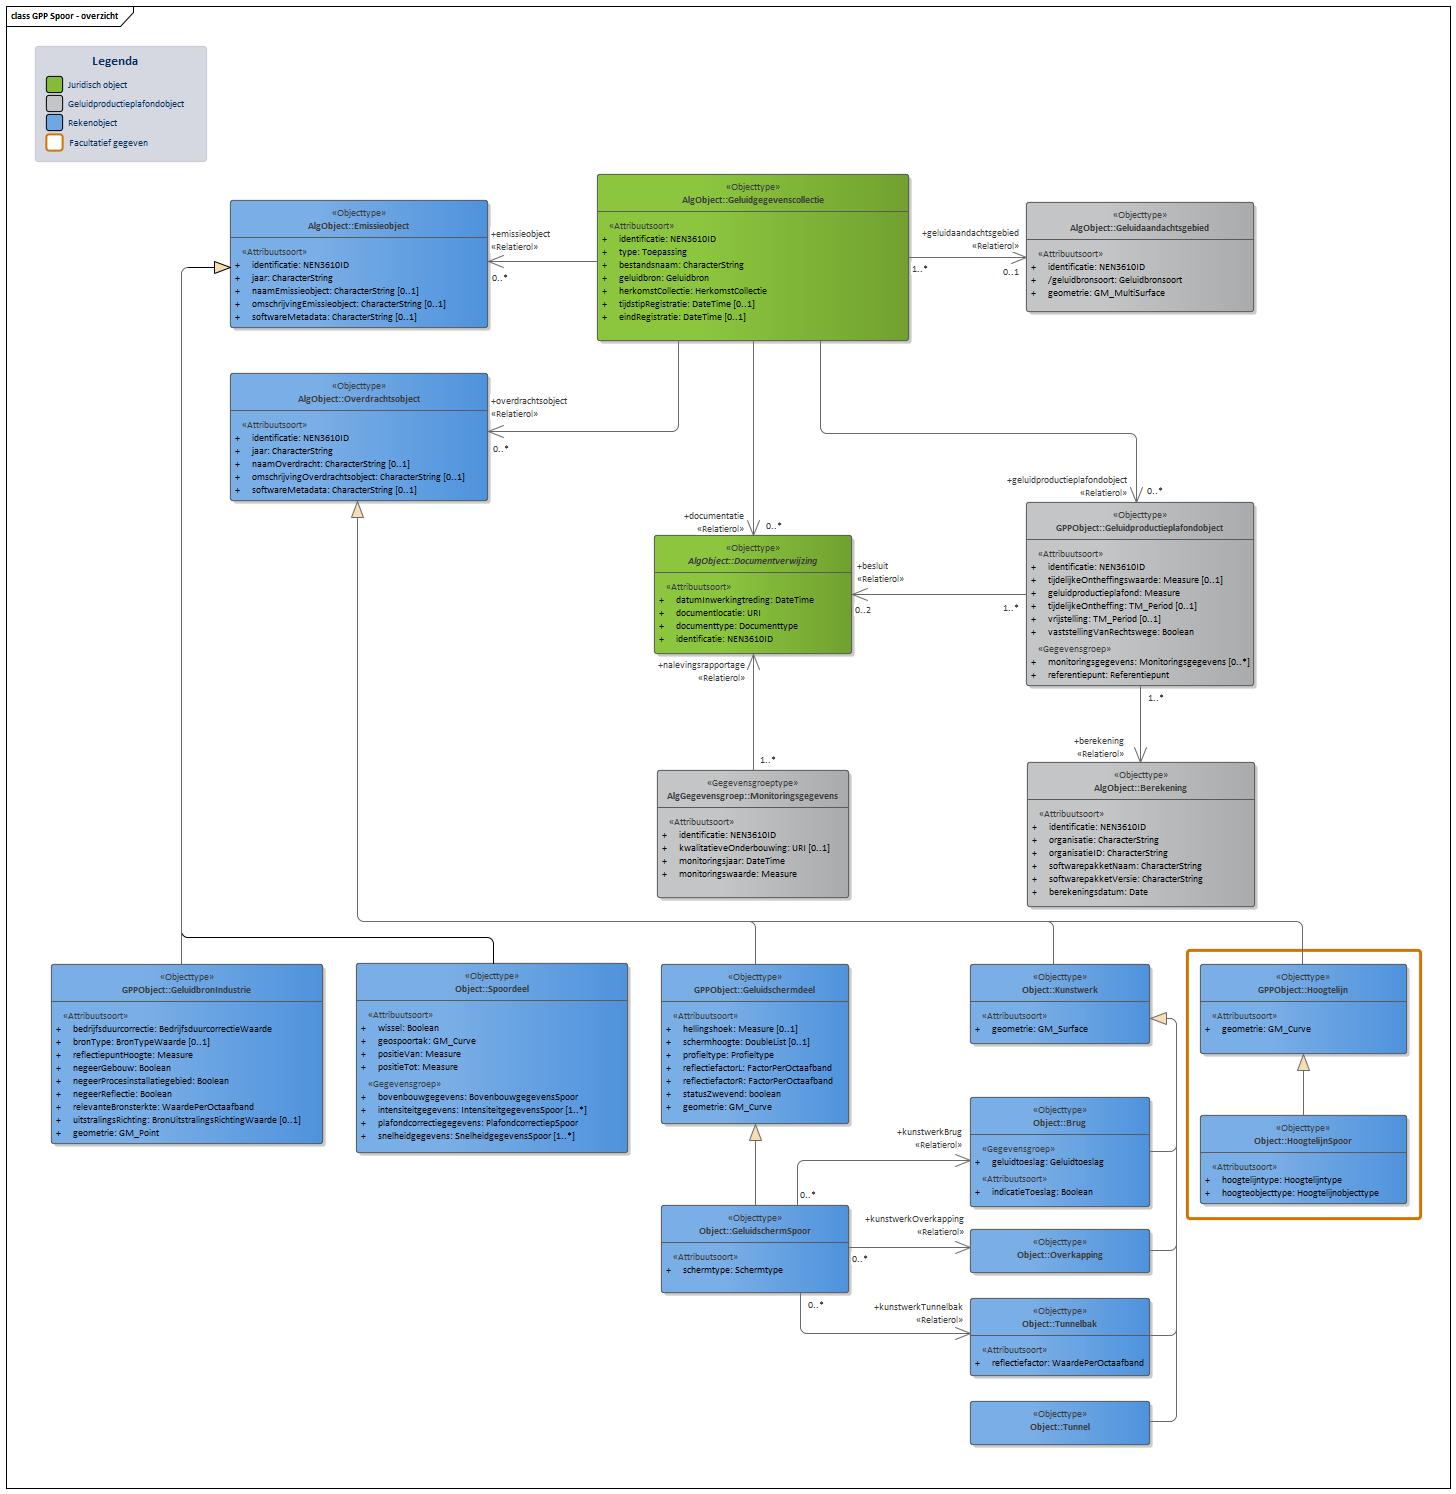 class GPP Spoor - overzicht
Legenda
Juridisch object
Geluidproductieplafondobject
Rekenobject
Facultatief gegeven
«Objecttype»
AlgObject::Emissieobject
«Attribuutsoort»
+ identificatie: NEN3610ID
+ jaar: CharacterString
+ naamEmissieobject: CharacterString [0..1]
+ omschrijvingEmissieobject: CharacterString [0..1]
+ softwareMetadata: CharacterString [0..1]
+emissieobject
«Relatierol»
0..*
«Objecttype»
AlgObject::Geluidgegevenscollectie
«Attribuutsoort»
+ identificatie: NEN3610ID
+ type: Toepassing
+ bestandsnaam: CharacterString
+ geluidbron: Geluidbron
+ herkomstCollectie: HerkomstCollectie
+ tijdstipRegistratie: DateTime [0..1]
+ eindRegistratie: DateTime [0..1]
+geluidaandachtsgebied
«Relatierol»
1..*
0..1
«Objecttype»
AlgObject::Geluidaandachtsgebied
«Attribuutsoort»
+ identificatie: NEN3610ID
+ /geluidbronsoort: Geluidbronsoort
+ geometrie: GM_MultiSurface
«Objecttype»
AlgObject::Overdrachtsobject
«Attribuutsoort»
+ identificatie: NEN3610ID
+ jaar: CharacterString
+ naamOverdracht: CharacterString [0..1]
+ omschrijvingOverdrachtsobject: CharacterString [0..1]
+ softwareMetadata: CharacterString [0..1]
+overdrachtsobject
«Relatierol»
0..*
+documentatie
«Relatierol»
0..*
+geluidproductieplafondobject
«Relatierol»
0..*
«Objecttype»
AlgObject::Documentverwijzing
«Attribuutsoort»
+ datumInwerkingtreding: DateTime
+ documentlocatie: URI
+ documenttype: Documenttype
+ identificatie: NEN3610ID
+besluit
«Relatierol»
0..2
1..*
«Objecttype»
GPPObject::Geluidproductieplafondobject
«Attribuutsoort»
+ identificatie: NEN3610ID
+ tijdelijkeOntheffingswaarde: Measure [0..1]
+ geluidproductieplafond: Measure
+ tijdelijkeOntheffing: TM_Period [0..1]
+ vrijstelling: TM_Period [0..1]
+ vaststellingVanRechtswege: Boolean
«Gegevensgroep»
+ monitoringsgegevens: Monitoringsgegevens [0..*]
+ referentiepunt: Referentiepunt
+nalevingsrapportage
«Relatierol»
1..*
1..*
+berekening
«Relatierol»
«Gegevensgroeptype»
AlgGegevensgroep::Monitoringsgegevens
«Attribuutsoort»
+ identificatie: NEN3610ID
+ kwalitatieveOnderbouwing: URI [0..1]
+ monitoringsjaar: DateTime
+ monitoringswaarde: Measure
«Objecttype»
AlgObject::Berekening
«Attribuutsoort»
+ identificatie: NEN3610ID
+ organisatie: CharacterString
+ organisatieID: CharacterString
+ softwarepakketNaam: CharacterString
+ softwarepakketVersie: CharacterString
+ berekeningsdatum: Date
«Objecttype»
GPPObject::GeluidbronIndustrie
«Attribuutsoort»
+ bedrijfsduurcorrectie: BedrijfsduurcorrectieWaarde
+ bronType: BronTypeWaarde [0..1]
+ reflectiepuntHoogte: Measure
+ negeerGebouw: Boolean
+ negeerProcesinstallatiegebied: Boolean
+ negeerReflectie: Boolean
+ relevanteBronsterkte: WaardePerOctaafband
+ uitstralingsRichting: BronUitstralingsRichtingWaarde [0..1]
+ geometrie: GM_Point
«Objecttype»
Object::Spoordeel
«Attribuutsoort»
+ wissel: Boolean
+ geospoortak: GM_Curve
+ positieVan: Measure
+ positieTot: Measure
«Gegevensgroep»
+ bovenbouwgegevens: BovenbouwgegevensSpoor
+ intensiteitgegevens: IntensiteitgegevensSpoor [1..*]
+ plafondcorrectiegegevens: PlafondcorrectiepSpoor
+ snelheidgegevens: SnelheidgegevensSpoor [1..*]
«Objecttype»
GPPObject::Geluidschermdeel
«Attribuutsoort»
+ hellingshoek: Measure [0..1]
+ schermhoogte: DoubleList [0..1]
+ profieltype: Profieltype
+ reflectiefactorL: FactorPerOctaafband
+ reflectiefactorR: FactorPerOctaafband
+ statusZwevend: boolean
+ geometrie: GM_Curve
«Objecttype»
Object::Kunstwerk
«Attribuutsoort»
+ geometrie: GM_Surface
«Objecttype»
GPPObject::Hoogtelijn
«Attribuutsoort»
+ geometrie: GM_Curve
«Objecttype»
Object::HoogtelijnSpoor
«Attribuutsoort»
+ hoogtelijntype: Hoogtelijntype
+ hoogteobjecttype: Hoogtelijnobjecttype
«Objecttype»
Object::Brug
«Gegevensgroep»
+ geluidtoeslag: Geluidtoeslag
«Attribuutsoort»
+ indicatieToeslag: Boolean
+kunstwerkBrug
«Relatierol»
0..*
«Objecttype»
Object::GeluidschermSpoor
«Attribuutsoort»
+ schermtype: Schermtype
+kunstwerkOverkapping
«Relatierol»
0..*
«Objecttype»
Object::Overkapping
+kunstwerkTunnelbak
«Relatierol»
0..*
«Objecttype»
Object::Tunnelbak
«Attribuutsoort»
+ reflectiefactor: WaardePerOctaafband
«Objecttype»
Object::Tunnel